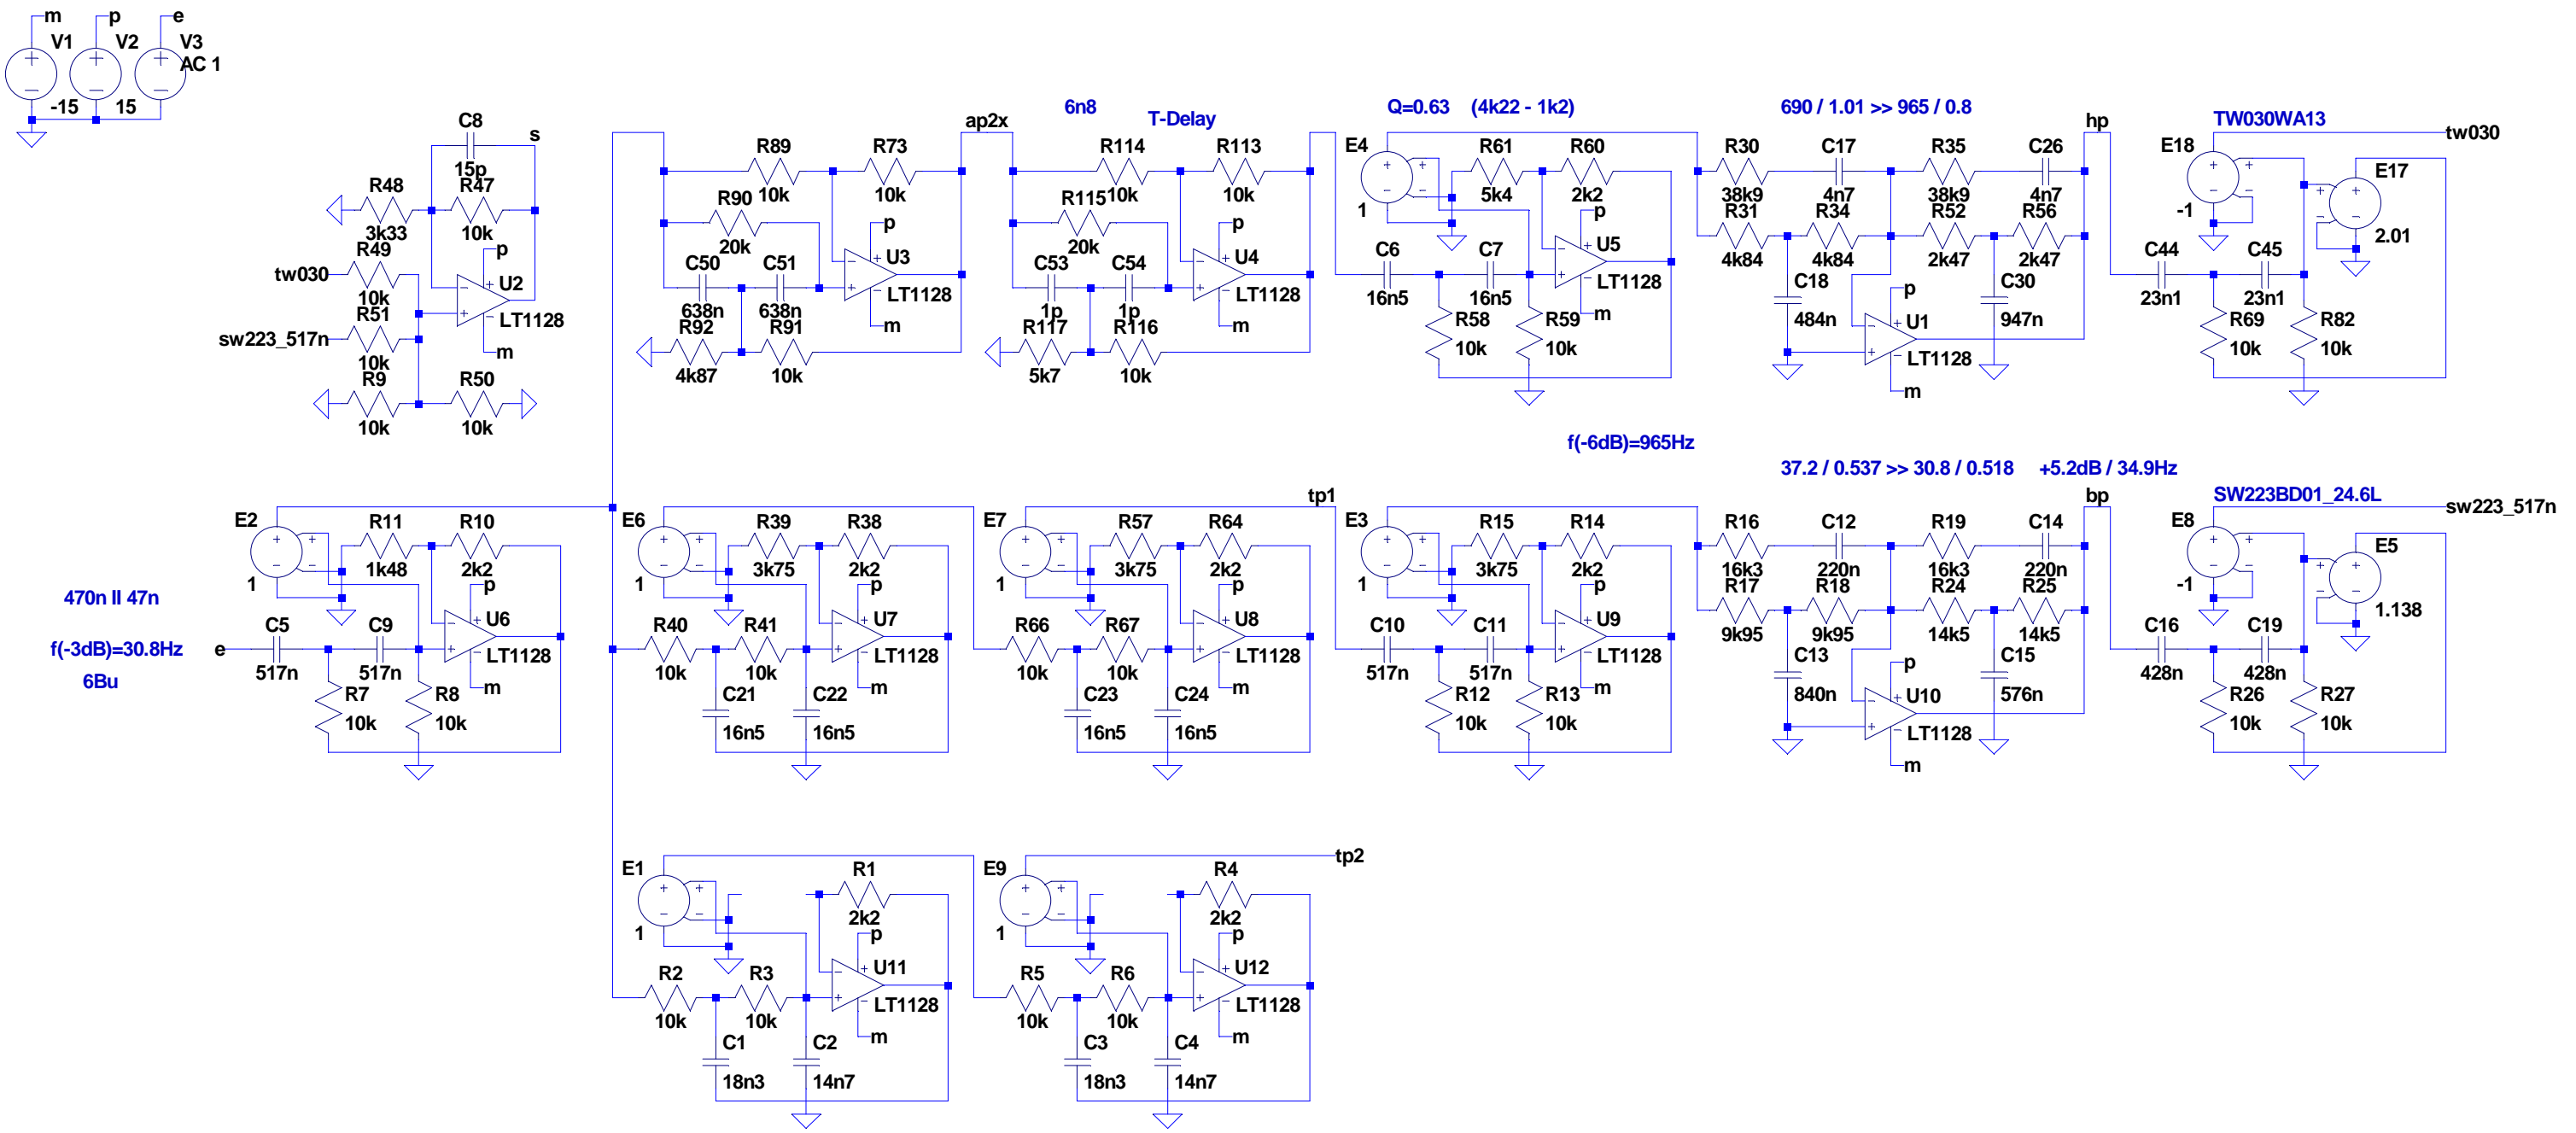 m
p
e
V1
V2
V3
AC 1
-15
15
C8
s
15p
R48
R47
3k33
10k
R49
p
tw030
U2
10k
R51
LT1128
sw223_517n
m
10k
R9
R50
10k
10k
R89
R73
ap2x
10k
10k
R90
p
20k
U3
C50
C51
LT1128
638n
638n
m
R92
R91
4k87
10k
6n8
T-Delay
R114
R113
10k
10k
R115
p
20k
U4
C53
C54
LT1128
1p
1p
m
R117
R116
5k7
10k
Q=0.63 (4k22 - 1k2)
E4
R61
R60
5k4
2k2
1
p
C6
C7
U5
16n5
16n5
LT1128
R58
R59
m
10k
10k
690 / 1.01 >> 965 / 0.8
hp
R30
C17
R35
C26
38k9
4n7
38k9
4n7
R31
R34
R52
R56
4k84
4k84
2k47
2k47
C18
p
C30
484n
U1
947n
LT1128
m
TW030WA13
tw030
E18
E17
-1
2.01
C44
C45
23n1
23n1
R69
R82
10k
10k
f(-6dB)=965Hz
470n II 47n
f(-3dB)=30.8Hz
6Bu
E2
R11
R10
1k48
2k2
1
p
C5
C9
U6
e
517n
517n
LT1128
R7
R8
m
10k
10k
E6
R39
R38
3k75
2k2
1
p
R40
R41
U7
10k
10k
LT1128
C21
C22
m
16n5
16n5
tp1
E7
R57
R64
3k75
2k2
1
p
R66
R67
U8
10k
10k
LT1128
C23
C24
m
16n5
16n5
E3
R15
R14
3k75
2k2
1
p
C10
C11
U9
517n
517n
LT1128
R12
R13
m
10k
10k
37.2 / 0.537 >> 30.8 / 0.518 +5.2dB / 34.9Hz
bp
R16
C12
R19
C14
16k3
220n
16k3
220n
R17
R18
R24
R25
9k95
9k95
14k5
14k5
C13
p
C15
840n
U10
576n
LT1128
m
SW223BD01_24.6L
sw223_517n
E8
E5
-1
1.138
C16
C19
428n
428n
R26
R27
10k
10k
E1
R1
2k2
1
p
R2
R3
U11
10k
10k
LT1128
C1
C2
m
18n3
14n7
tp2
E9
R4
2k2
1
p
R5
R6
U12
10k
10k
LT1128
C3
C4
m
18n3
14n7